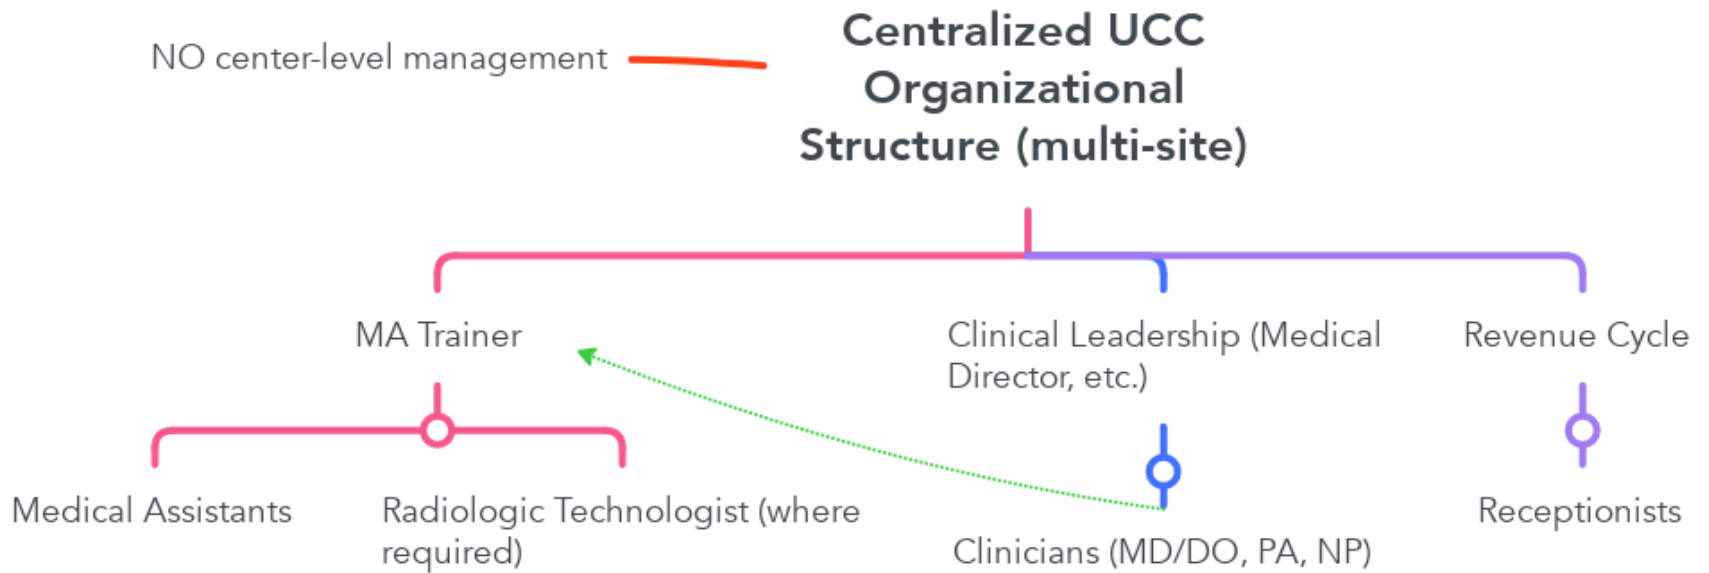 NO center-level management
Centralized UCC
Organizational
Structure (multi-site)
MA Trainer
Clinical Leadership (Medical
Director, etc.)
Revenue Cycle
Medical Assistants
Radiologic Technologist (where
required)
Clinicians (MD/DO, PA, NP)
Receptionists